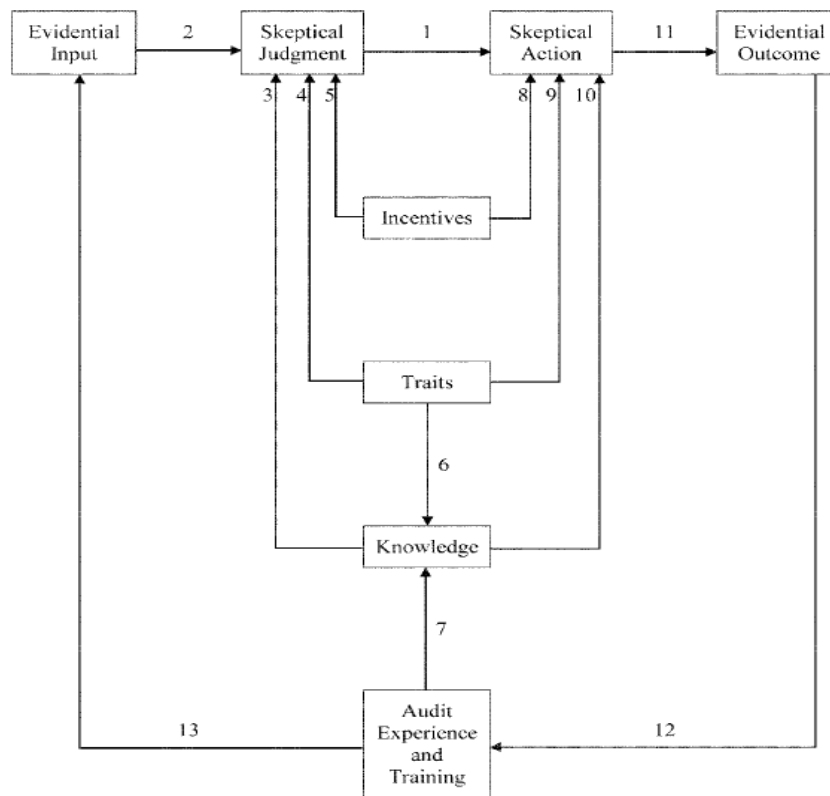 Evidential
Input
2
Skeptical
Judgment
1
Skeptical
Action
11
Evidential
Outcome
3
4
5
8
9
10
Incentives
Traits
6
Knowledge
7
Audit
Experience
and
Training
13
12